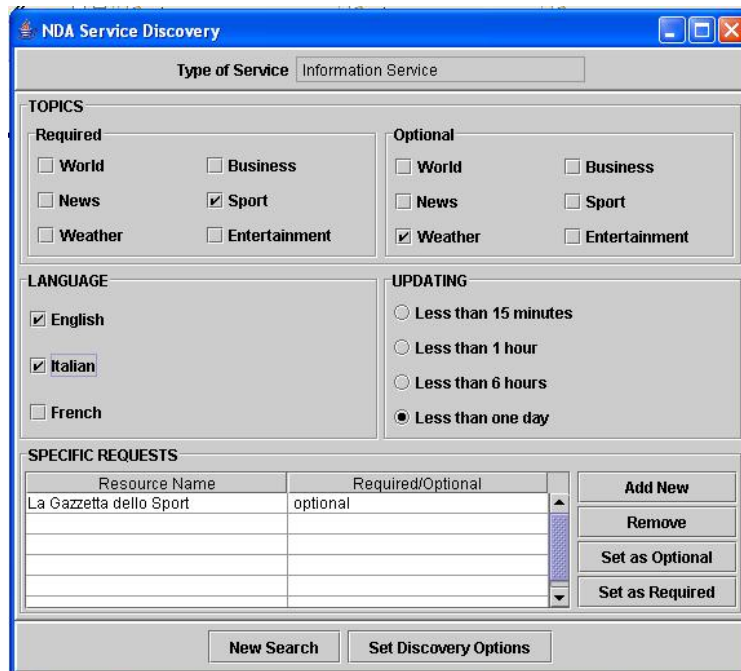 NDA Service Discovery
Type of Service Information Service
TOPICS
Required
World Business
News Sport
Weather Entertainment
Optional
World Business
News Sport
Weather Entertainment
LANGUAGE
English
Italian
French
UPDATING
Less than 15 minutes
Less than 1 hour
Less than 6 hours
Less than one day
SPECIFIC REQUESTS
Resource Name Required/Optional
La Gazzetta dello Sport optional
Add New
Remove
Set as Optional
Set as Required
New Search Set Discovery Options